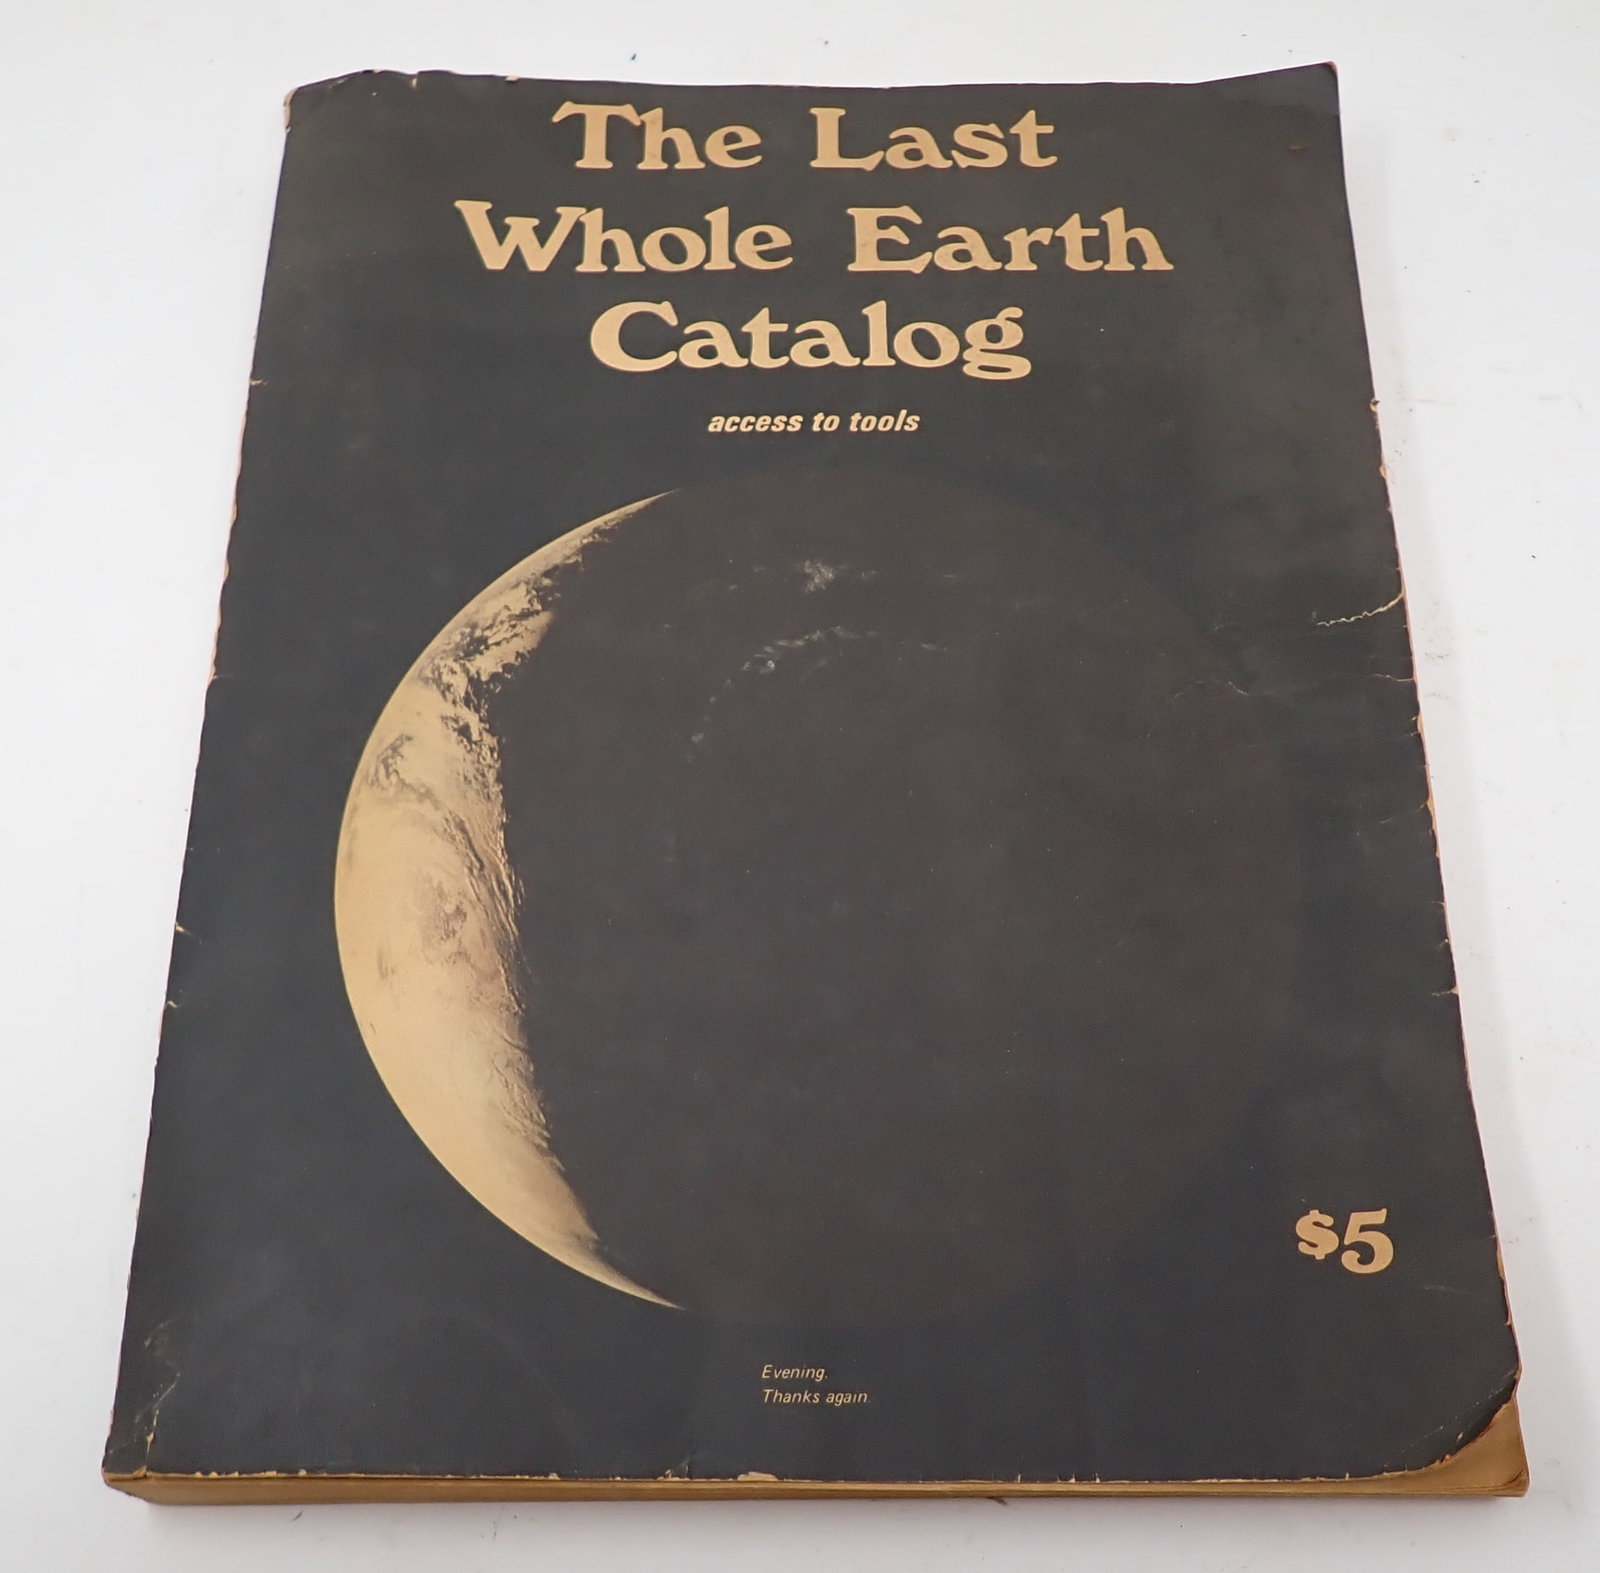 The Last
Whole Earth
Catalog
access to tools
$5
Evening.
Thanks again.